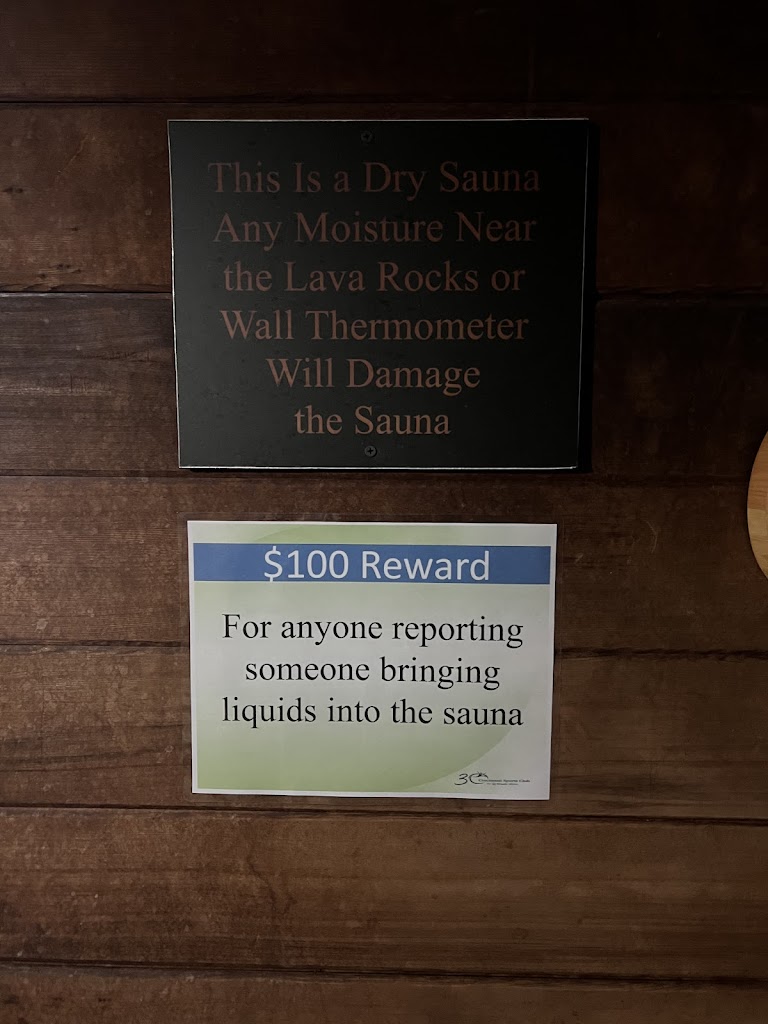 This Is a Dry Sauna
Any Moisture Near
the Lava Rocks or
Wall Thermometer
Will Damage
the Sauna
$100 Reward
For anyone reporting
someone bringing
liquids into the sauna
30